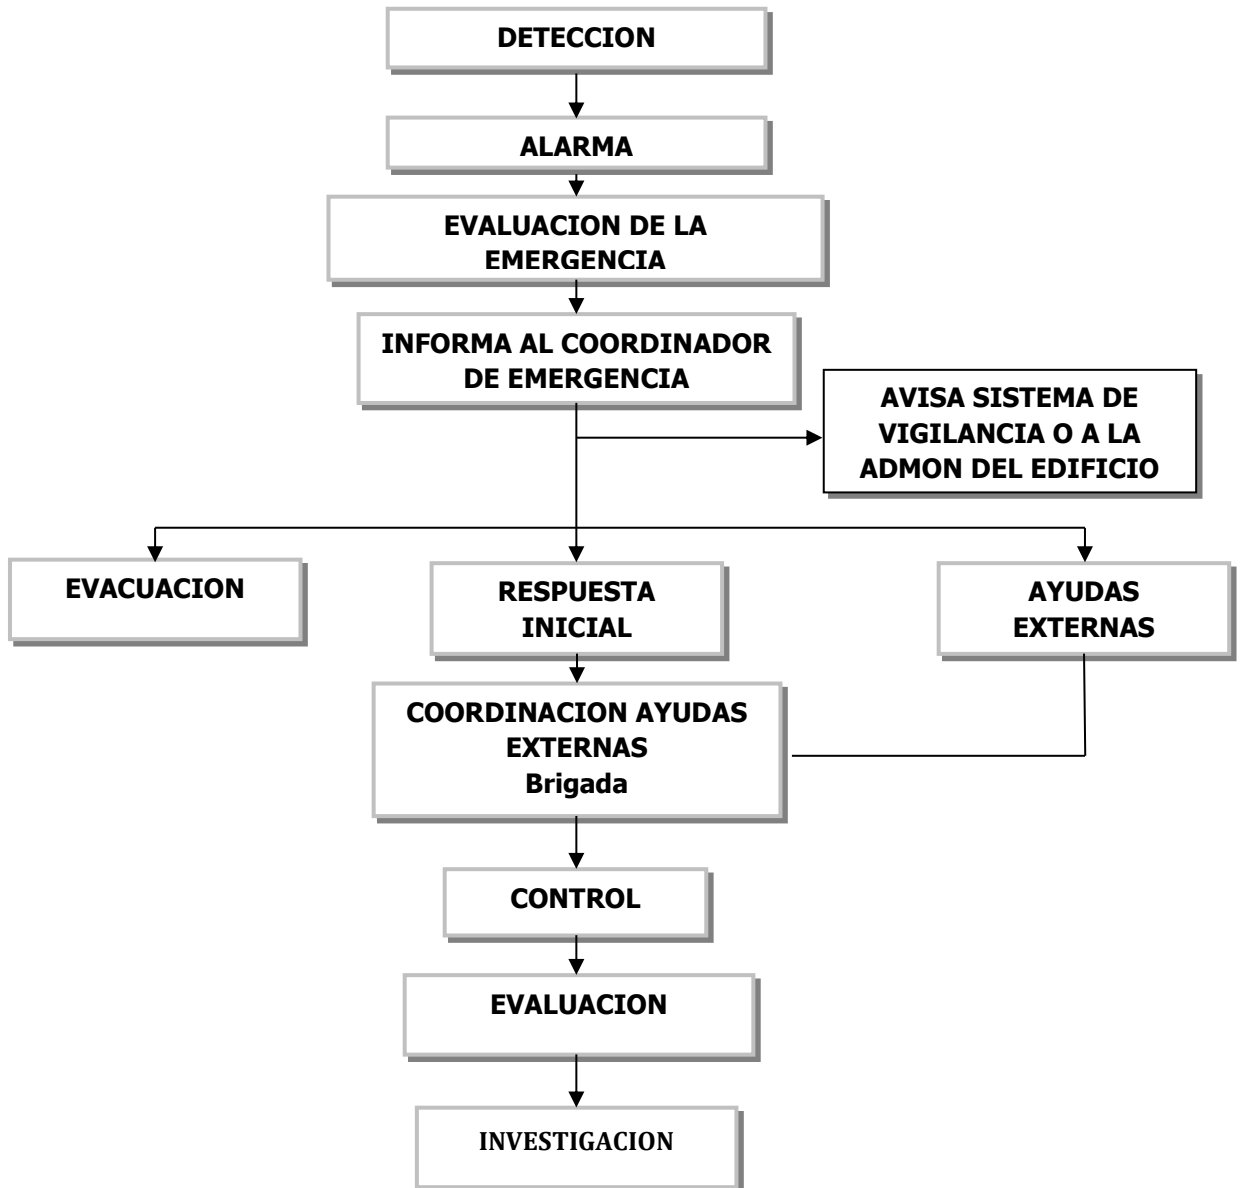 DETECCION
ALARMA
EVALUACION DE LA
EMERGENCIA
INFORMA AL COORDINADOR
DE EMERGENCIA
AVISA SISTEMA DE
VIGILANCIA O A LA
ADMON DEL EDIFICIO
EVACUACION
RESPUESTA
INICIAL
AYUDAS
EXTERNAS
COORDINACION AYUDAS
EXTERNAS
Brigada
CONTROL
EVALUACION
INVESTIGACION